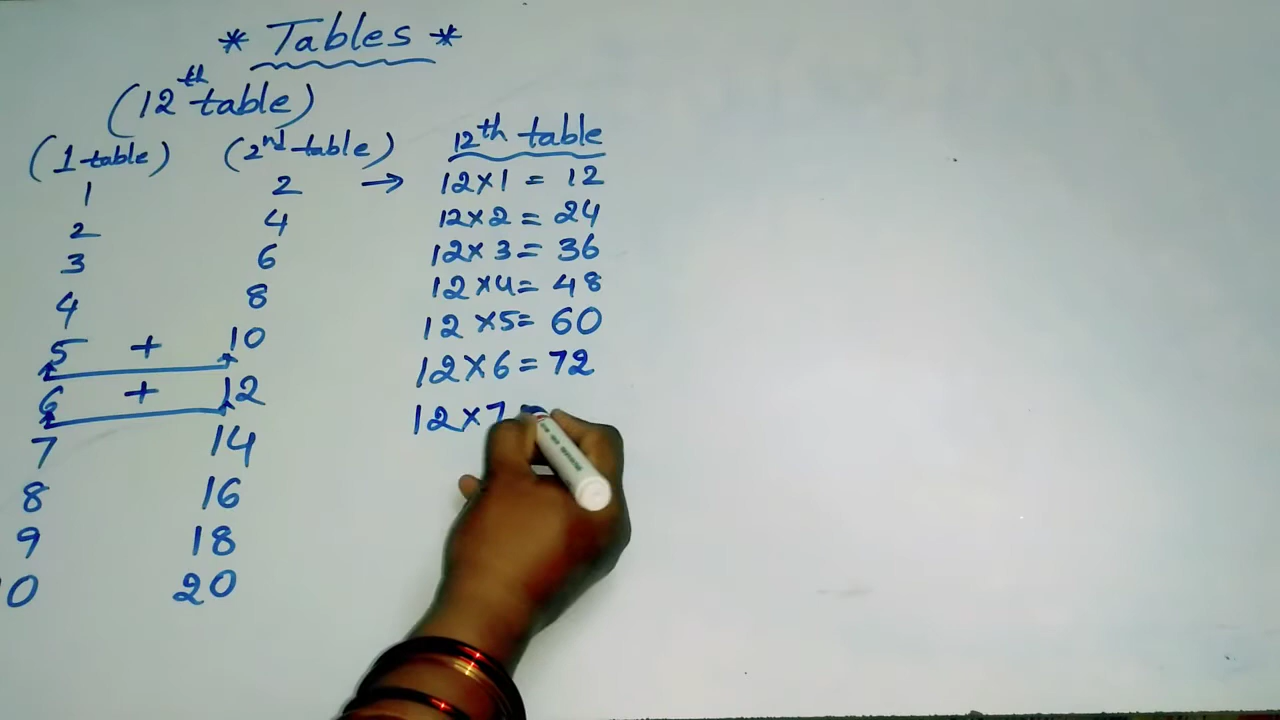 * Tables *
(12th table)
(1 table) (2nd table) 12th table
1 2 → 12×1 = 12
2 4 12×2 = 24
3 6 12×3 = 36
4 8 12×4= 48
5 + 10 12×5= 60
6 + 12 12×6=72
7 14 12×7
8 16
9 18
10 20